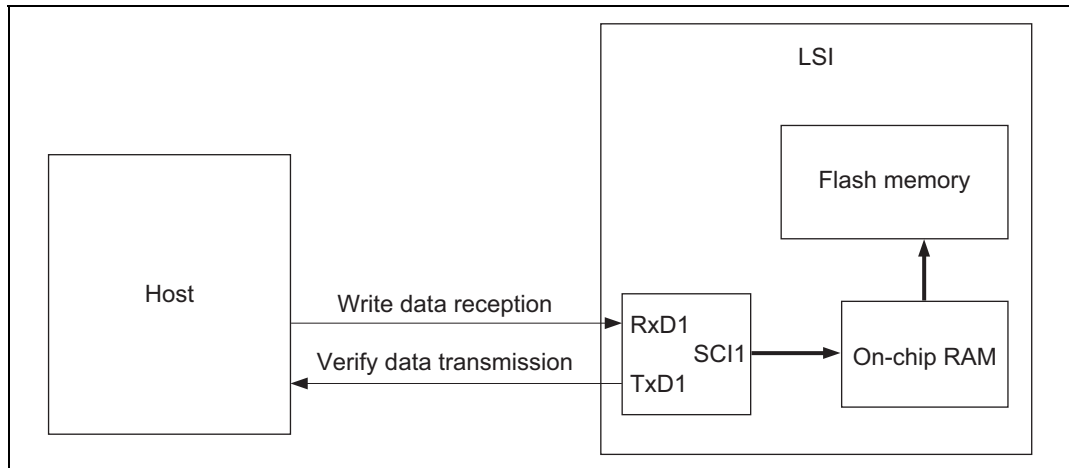 LSI
Flash memory
Host
Write data reception
RxD1
SCI1
On-chip RAM
Verify data transmission
TxD1